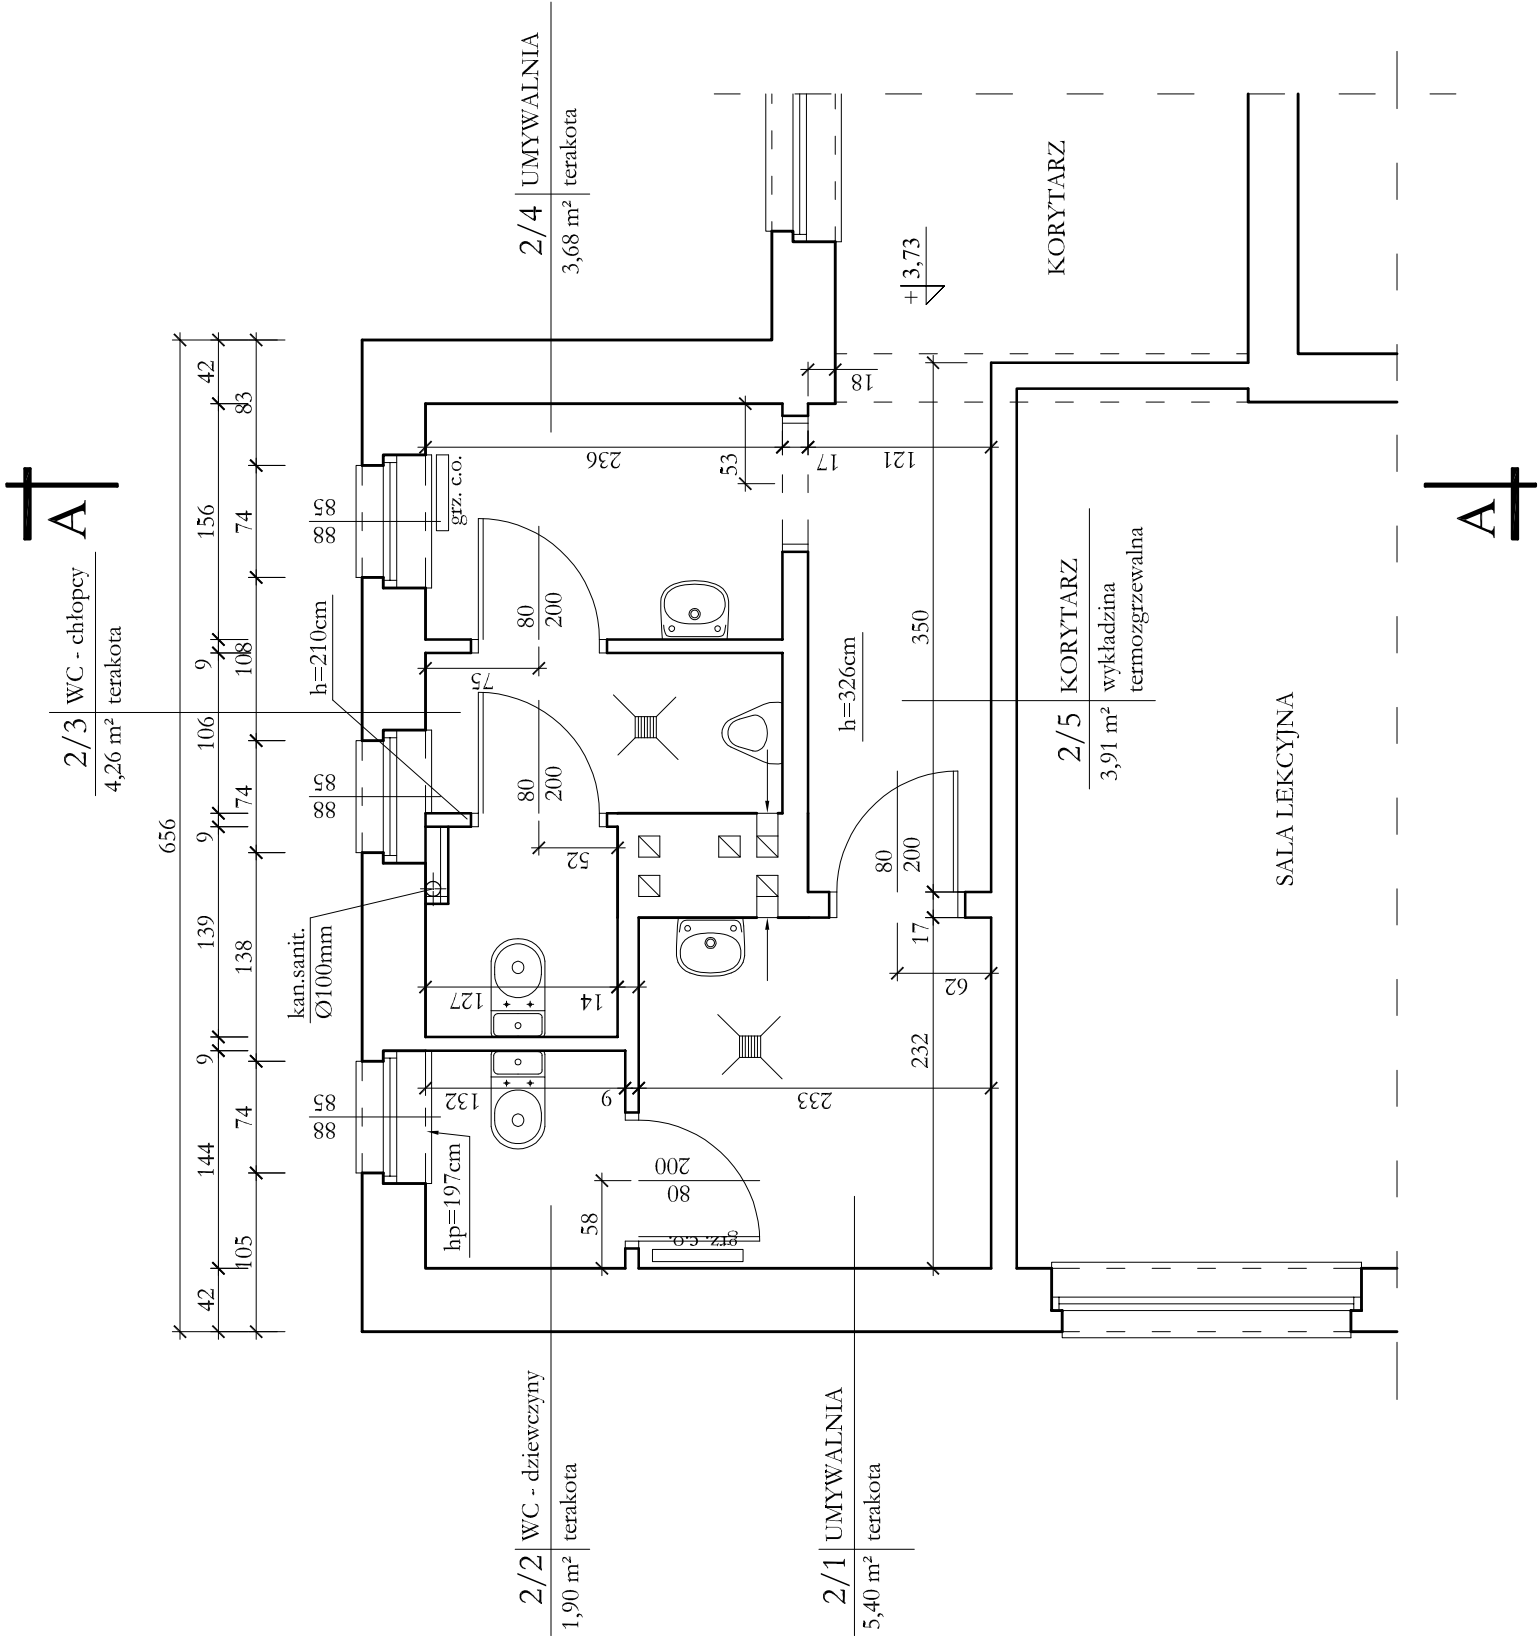 2/4 UMYWALNIA
3,68 m² terakota
2/3 WC - chłopcy
4,26 m² terakota
2/2 WC - dziewczyny
1,90 m² terakota
2/1 UMYWALNIA
5,40 m² terakota
2/5 KORYTARZ
3,91 m² wykładzina
termozgrzewalna
KORYTARZ
SALA LEKCYJNA
+ 3,73
A
A
656
42
156
9
106
9
139
9
144
42
83
74
108
74
138
74
105
85
88
85
88
85
88
grz. c.o.
h=210cm
kan.sanit.
Ø100mm
hp=197cm
h=326cm
236
53
17
121
18
350
80
200
75
80
200
52
127
14
132
9
233
232
17
62
80
200
200
80
58
grz. c.o.